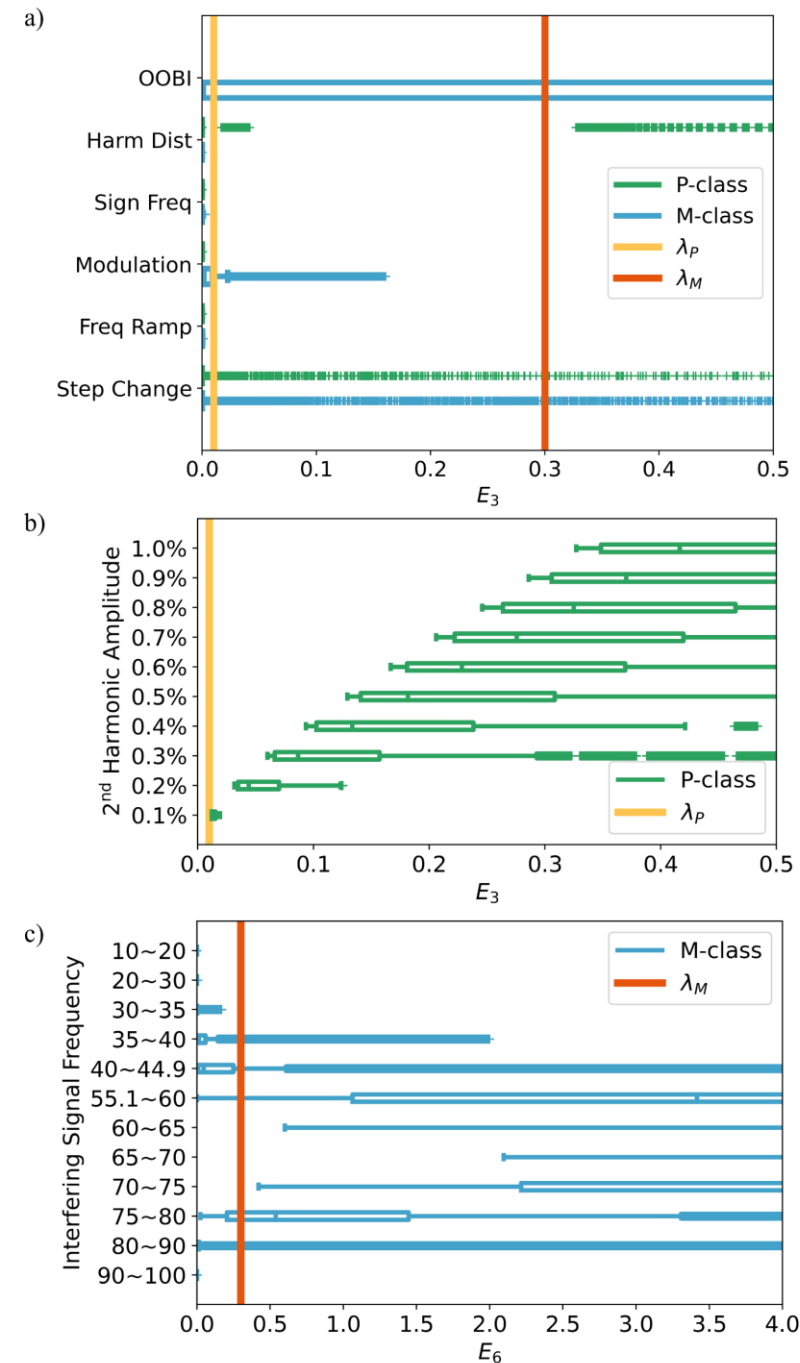 a)
OOBI
Harm Dist
Sign Freq
Modulation
Freq Ramp
Step Change
P-class
M-class
λP
λM
0.0 0.1 0.2 0.3 0.4 0.5
E3
b)
2nd Harmonic Amplitude
1.0%
0.9%
0.8%
0.7%
0.6%
0.5%
0.4%
0.3%
0.2%
0.1%
P-class
λP
0.0 0.1 0.2 0.3 0.4 0.5
E3
c)
Interfering Signal Frequency
10~20
20~30
30~35
35~40
40~44.9
55.1~60
60~65
65~70
70~75
75~80
80~90
90~100
M-class
λM
0.0 0.5 1.0 1.5 2.0 2.5 3.0 3.5 4.0
E6